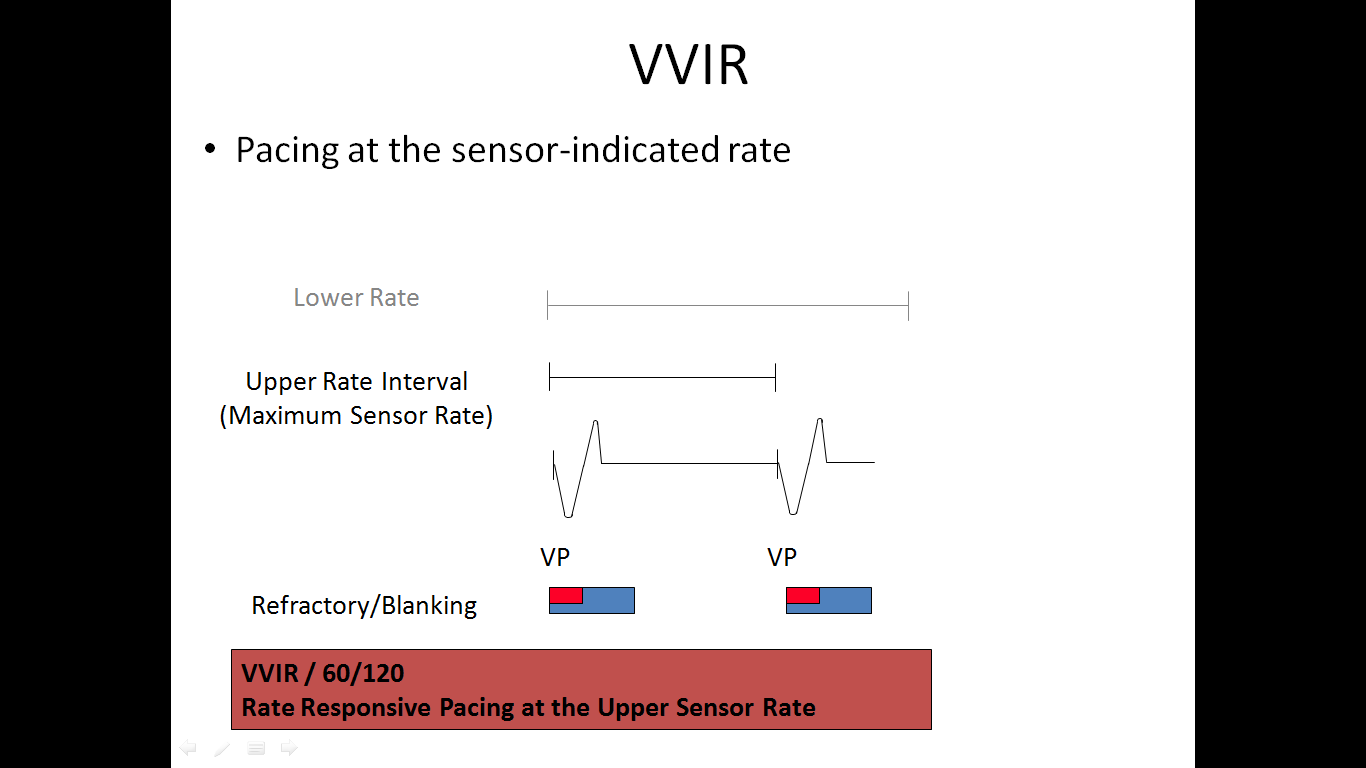 VVIR
• Pacing at the sensor-indicated rate
Lower Rate
Upper Rate Interval
(Maximum Sensor Rate)
VP VP
Refractory/Blanking
VVIR / 60/120
Rate Responsive Pacing at the Upper Sensor Rate